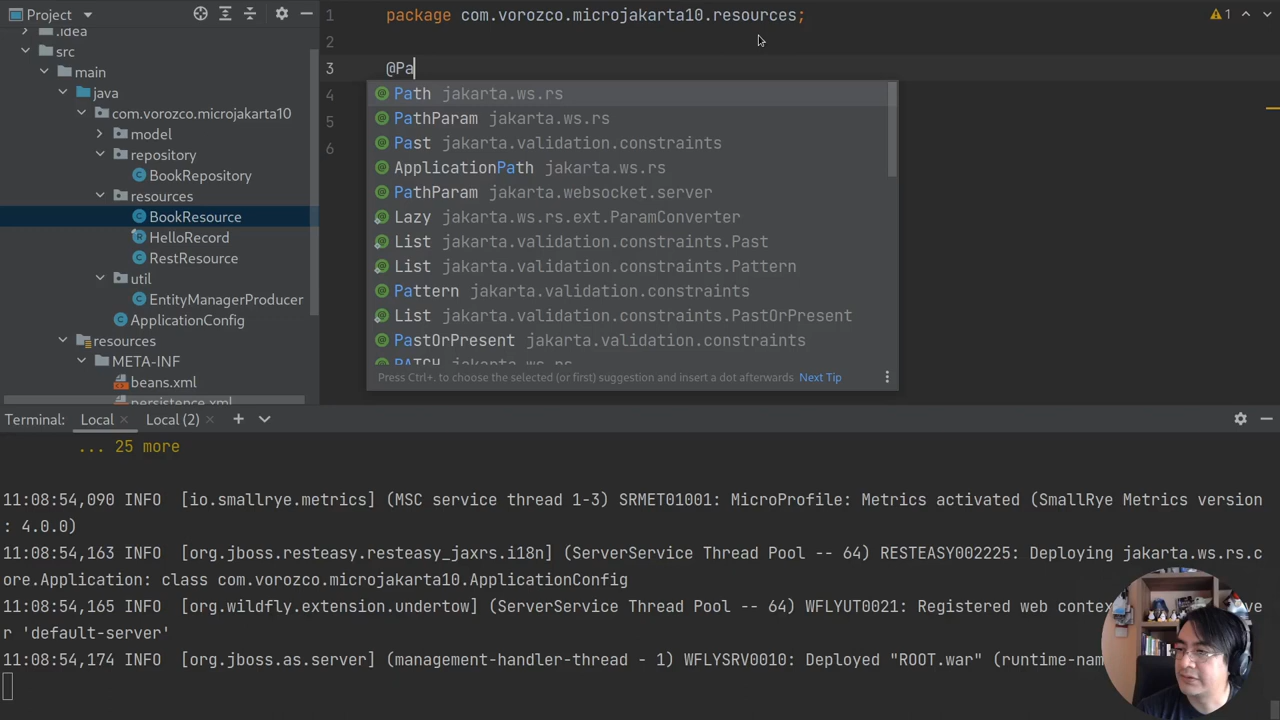 Project
.idea
src
main
java
com.vorozco.microjakarta10
model
repository
BookRepository
resources
BookResource
HelloRecord
RestResource
util
EntityManagerProducer
ApplicationConfig
resources
META-INF
beans.xml
persistence.xml
1 package com.vorozco.microjakarta10.resources;
1
2
3 @Pa
4
5
6
Path jakarta.ws.rs
PathParam jakarta.ws.rs
Past jakarta.validation.constraints
ApplicationPath jakarta.ws.rs
PathParam jakarta.websocket.server
Lazy jakarta.ws.rs.ext.ParamConverter
List jakarta.validation.constraints.Past
List jakarta.validation.constraints.Pattern
Pattern jakarta.validation.constraints
List jakarta.validation.constraints.PastOrPresent
PastOrPresent jakarta.validation.constraints
PATCH jakarta.ws.rs
Press Ctrl+. to choose the selected (or first) suggestion and insert a dot afterwards Next Tip
Terminal: Local Local (2)
... 25 more
11:08:54,090 INFO [io.smallrye.metrics] (MSC service thread 1-3) SRMET01001: MicroProfile: Metrics activated (SmallRye Metrics version
: 4.0.0)
11:08:54,163 INFO [org.jboss.resteasy.resteasy_jaxrs.i18n] (ServerService Thread Pool -- 64) RESTEASY002225: Deploying jakarta.ws.rs.c
ore.Application: class com.vorozco.microjakarta10.ApplicationConfig
11:08:54,165 INFO [org.wildfly.extension.undertow] (ServerService Thread Pool -- 64) WFLYUT0021: Registered web contex ver
r 'default-server'
11:08:54,174 INFO [org.jboss.as.server] (management-handler-thread - 1) WFLYSRV0010: Deployed "ROOT.war" (runtime-nam